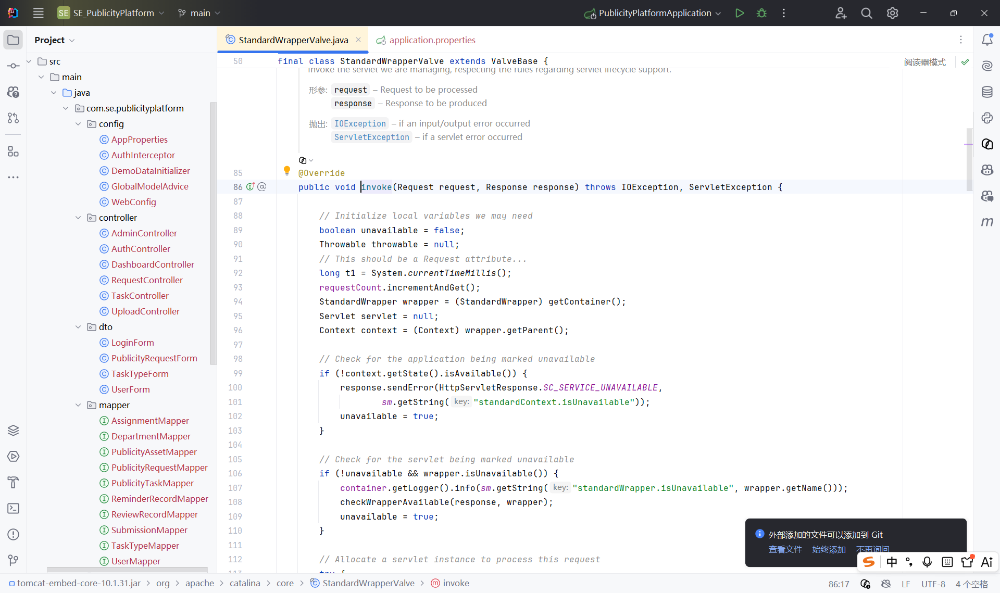 SE SE_PublicityPlatform main PublicityPlatformApplication
Project
StandardWrapperValve.java
application.properties
src
main
java
com.se.publicityplatform
config
AppProperties
AuthInterceptor
DemoDataInitializer
GlobalModelAdvice
WebConfig
controller
AdminController
AuthController
DashboardController
RequestController
TaskController
UploadController
dto
LoginForm
PublicityRequestForm
TaskTypeForm
UserForm
mapper
AssignmentMapper
DepartmentMapper
PublicityAssetMapper
PublicityRequestMapper
PublicityTaskMapper
ReminderRecordMapper
ReviewRecordMapper
SubmissionMapper
TaskTypeMapper
UserMapper
50 final class StandardWrapperValve extends ValveBase {
阅读器模式
Invoke the servlet we are managing, respecting the rules regarding servlet lifecycle support.
形参: request – Request to be processed
response – Response to be produced
抛出: IOException – if an input/output error occurred
ServletException – if a servlet error occurred
85 @Override
86 public void invoke(Request request, Response response) throws IOException, ServletException {
87
88 // Initialize local variables we may need
89 boolean unavailable = false;
90 Throwable throwable = null;
91 // This should be a Request attribute...
92 long t1 = System.currentTimeMillis();
93 requestCount.incrementAndGet();
94 StandardWrapper wrapper = (StandardWrapper) getContainer();
95 Servlet servlet = null;
96 Context context = (Context) wrapper.getParent();
97
98 // Check for the application being marked unavailable
99 if (!context.getState().isAvailable()) {
100 response.sendError(HttpServletResponse.SC_SERVICE_UNAVAILABLE,
101 sm.getString( key: "standardContext.isUnavailable"));
102 unavailable = true;
103 }
104
105 // Check for the servlet being marked unavailable
106 if (!unavailable && wrapper.isUnavailable()) {
107 container.getLogger().info(sm.getString( key: "standardWrapper.isUnavailable", wrapper.getName()));
108 checkWrapperAvailable(response, wrapper);
109 unavailable = true;
110 }
111
112 // Allocate a servlet instance to process this request
113 try {
外部添加的文件可以添加到 Git
查看文件 始终添加 不再询问
中 Ai
tomcat-embed-core-10.1.31.jar > org > apache > catalina > core > StandardWrapperValve > invoke
86:17 LF UTF-8 4 个空格